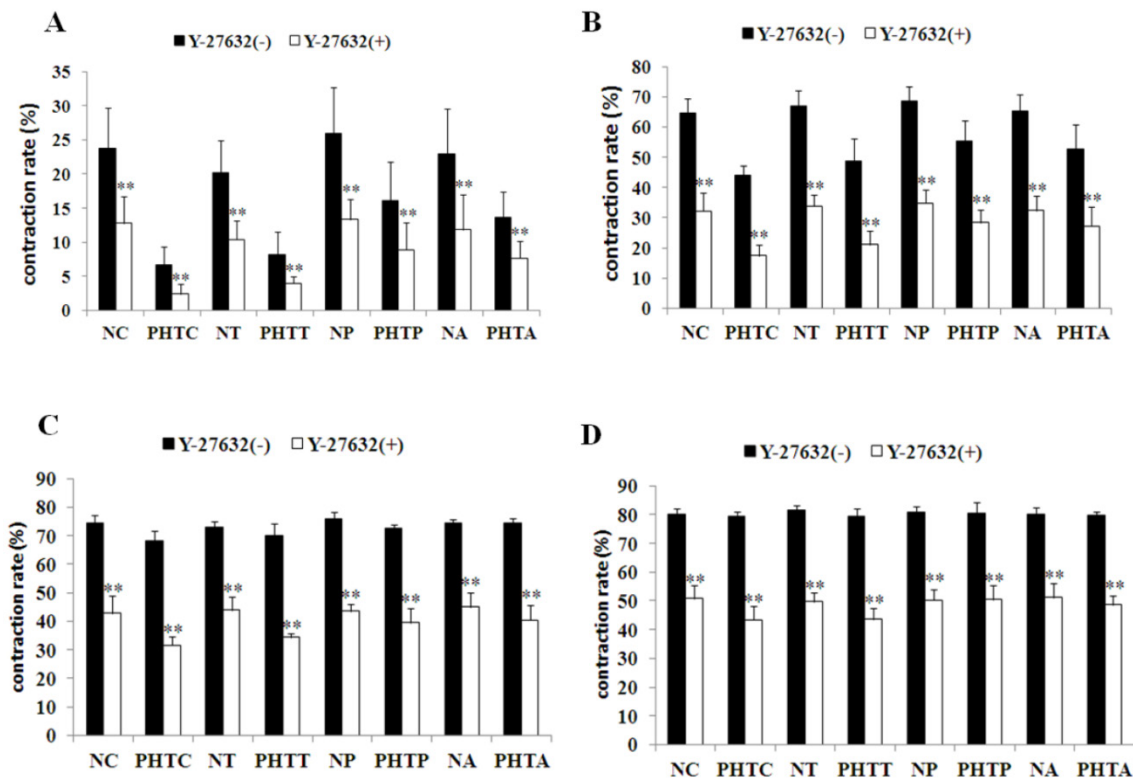 A
Y-27632(-) Y-27632(+)
contraction rate (%)
35
30
25
20
15
10
5
0
** ** ** ** ** ** ** **
NC PHTC NT PHTT NP PHTP NA PHTA
B
Y-27632(-) Y-27632(+)
contraction rate (%)
80
70
60
50
40
30
20
10
0
** ** ** ** ** ** ** **
NC PHTC NT PHTT NP PHTP NA PHTA
C
Y-27632(-) Y-27632(+)
contraction rate (%)
90
80
70
60
50
40
30
20
10
0
** ** ** ** ** ** ** **
NC PHTC NT PHTT NP PHTP NA PHTA
D
Y-27632(-) Y-27632(+)
contraction rate (%)
90
80
70
60
50
40
30
20
10
0
** ** ** ** ** ** ** **
NC PHTC NT PHTT NP PHTP NA PHTA